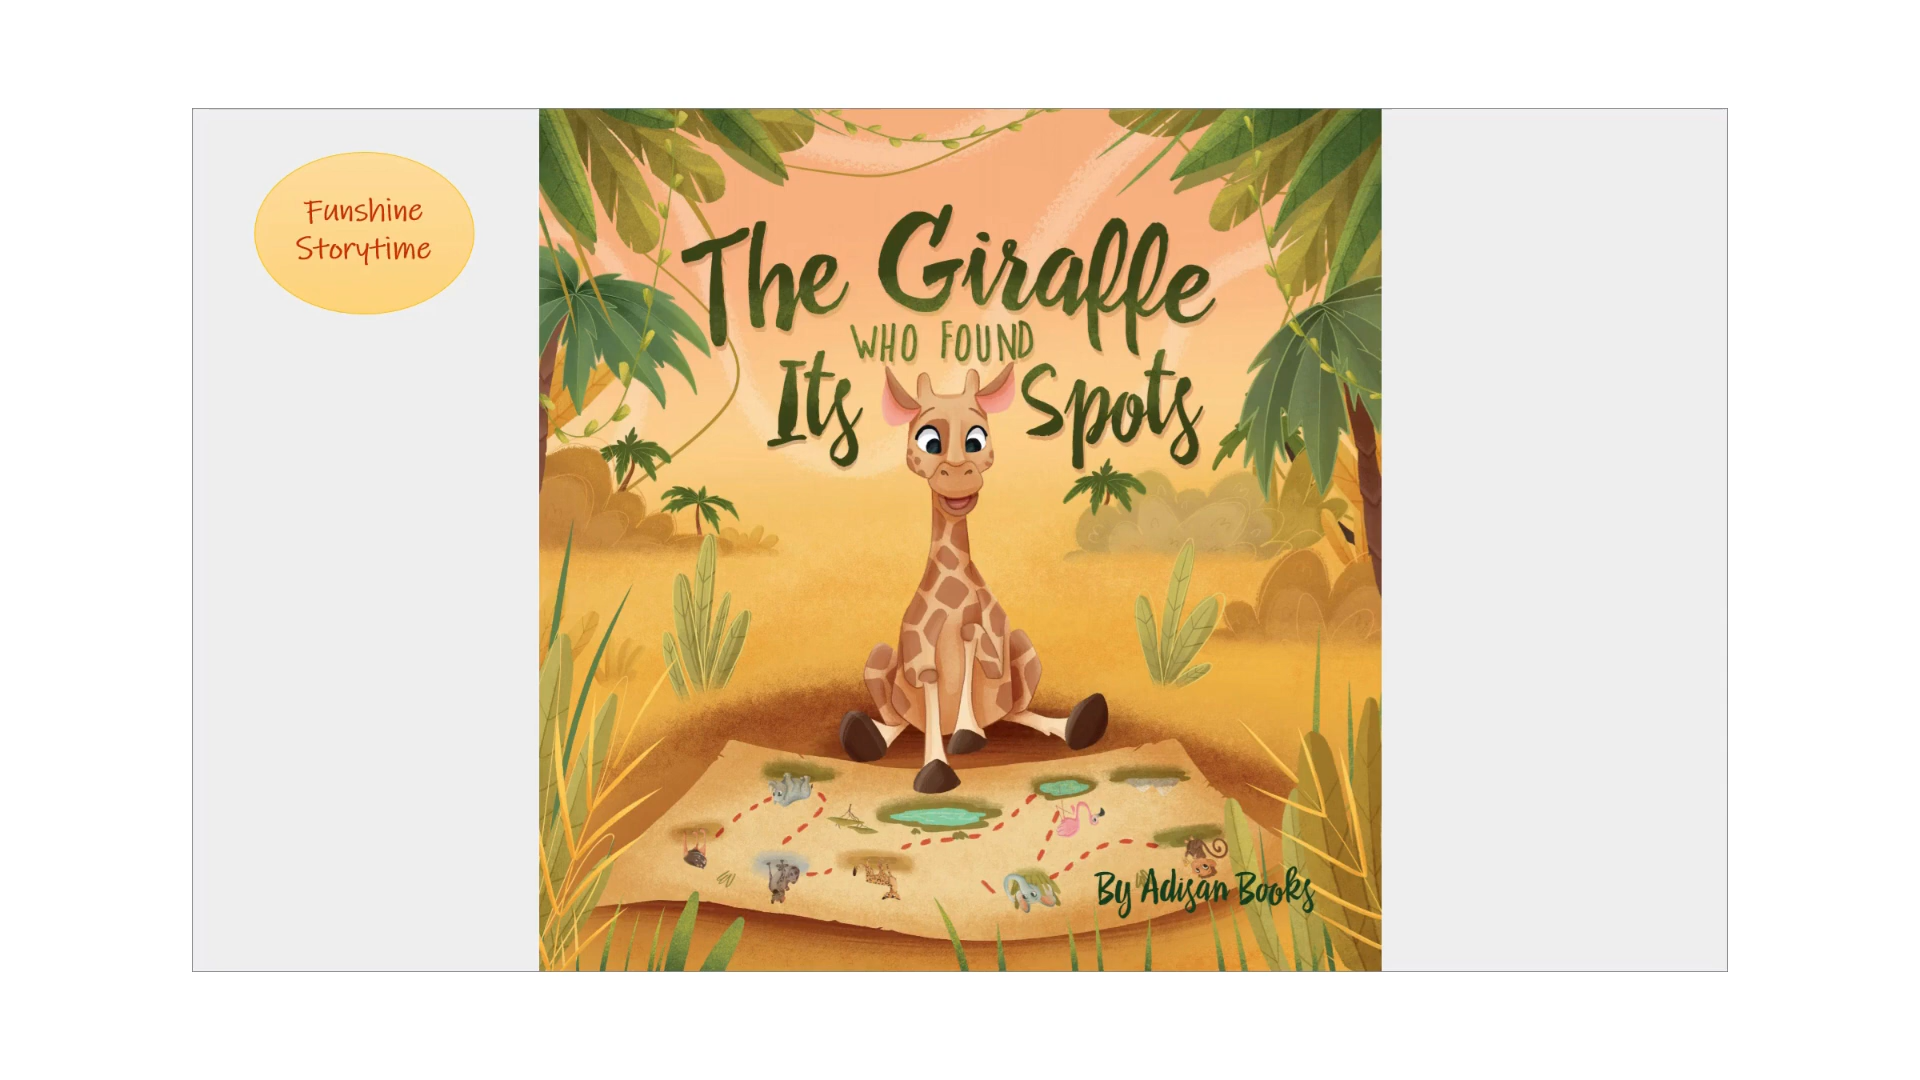 Funshine
Storytime
The Giraffe
WHO FOUND
Its Spots
By Adisan Books